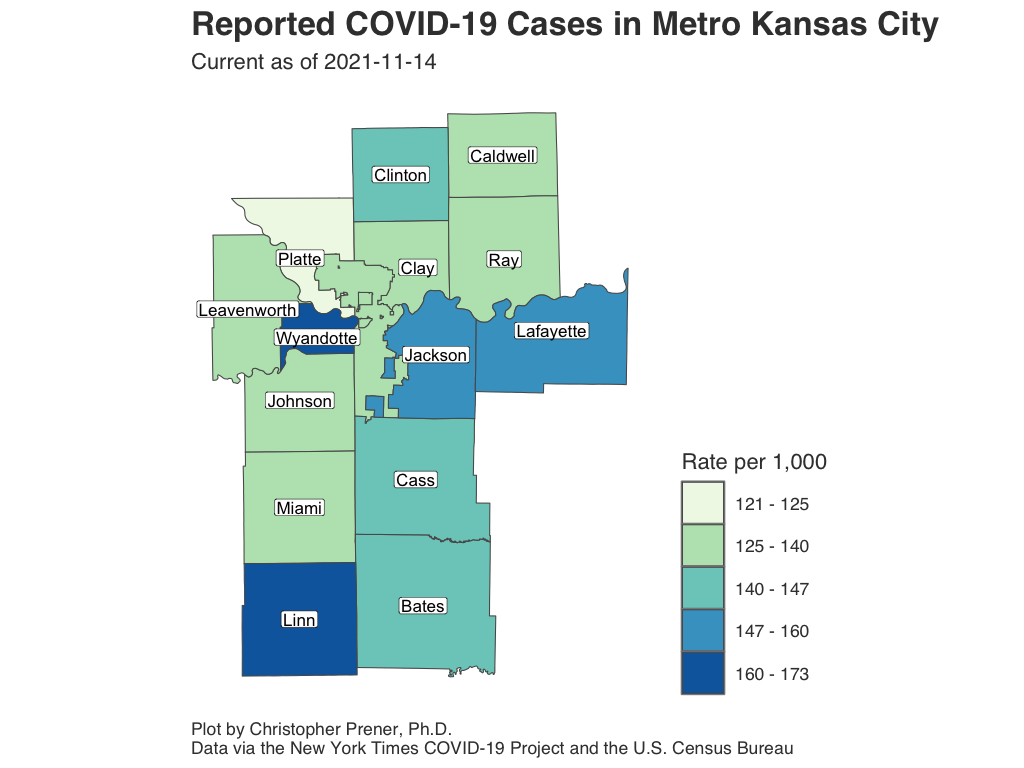 Reported COVID-19 Cases in Metro Kansas City
Current as of 2021-11-14
Caldwell
Clinton
Platte
Clay
Ray
Leavenworth
Wyandotte
Lafayette
Jackson
Johnson
Cass
Miami
Bates
Linn
Rate per 1,000
121 - 125
125 - 140
140 - 147
147 - 160
160 - 173
Plot by Christopher Prener, Ph.D.
Data via the New York Times COVID-19 Project and the U.S. Census Bureau